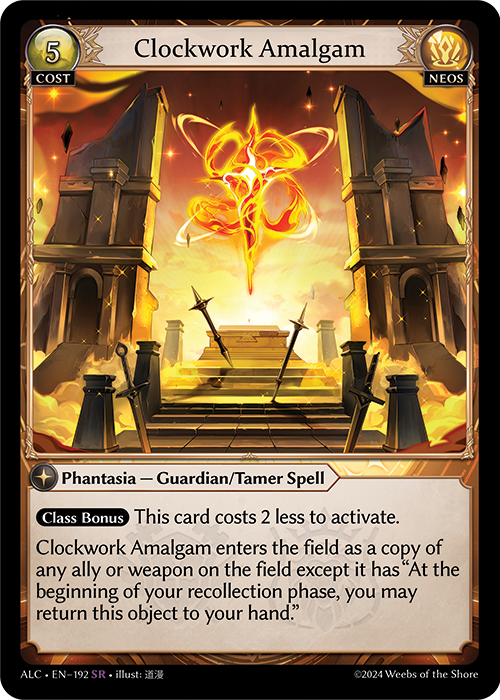 5
Clockwork Amalgam
COST
NEOS
Phantasia — Guardian/Tamer Spell
Class Bonus This card costs 2 less to activate.
Clockwork Amalgam enters the field as a copy of
any ally or weapon on the field except it has “At the
beginning of your recollection phase, you may
return this object to your hand.”
ALC • EN–192 SR • illust: 道漫
©2024 Weebs of the Shore